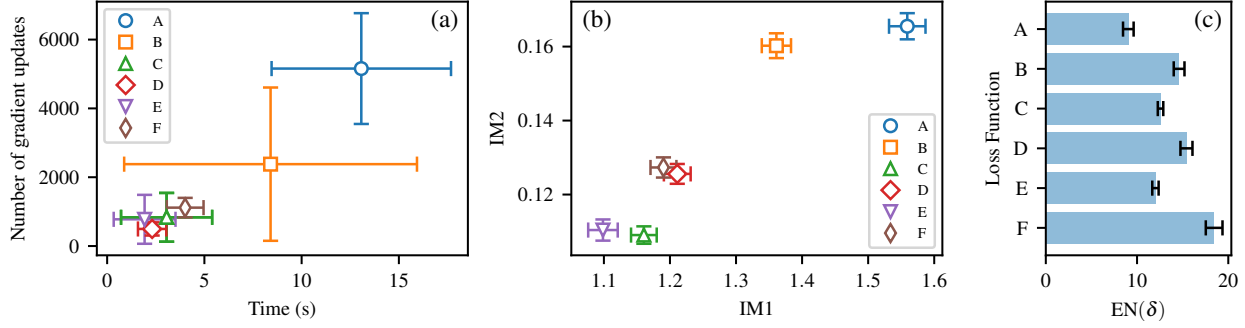 (a)
Number of gradient updates
6000
4000
2000
0
0
5
10
15
Time (s)
A
B
C
D
E
F
(b)
IM2
0.16
0.14
0.12
1.1
1.2
1.3
1.4
1.5
1.6
IM1
A
B
C
D
E
F
(c)
Loss Function
A
B
C
D
E
F
0
10
20
EN(δ)